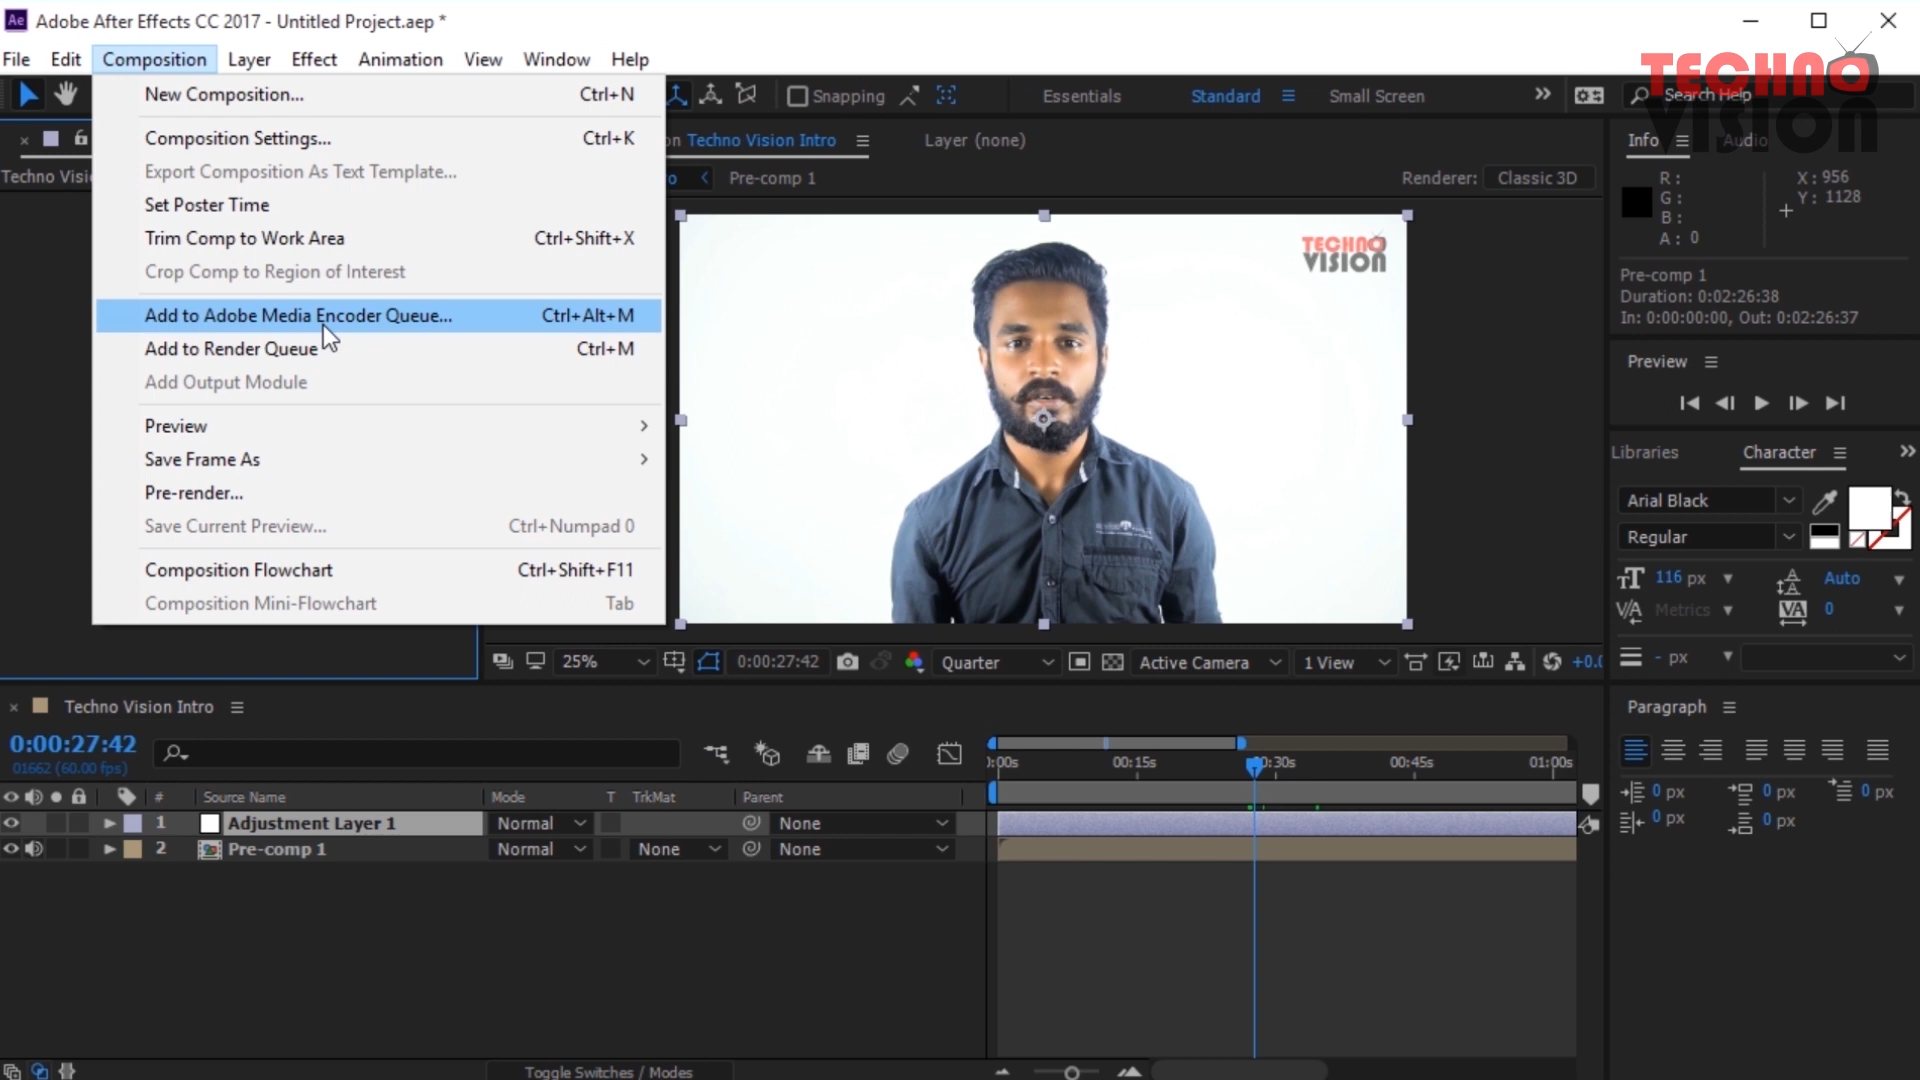 Ae Adobe After Effects CC 2017 - Untitled Project.aep *
File Edit Composition Layer Effect Animation View Window Help
TECHNO VISION
Snapping Essentials Standard Small Screen Search Help
New Composition... Ctrl+N
Composition Settings... Ctrl+K
Export Composition As Text Template...
Set Poster Time
Trim Comp to Work Area Ctrl+Shift+X
Crop Comp to Region of Interest
Add to Adobe Media Encoder Queue... Ctrl+Alt+M
Add to Render Queue Ctrl+M
Add Output Module
Preview
Save Frame As
Pre-render...
Save Current Preview... Ctrl+Numpad 0
Composition Flowchart Ctrl+Shift+F11
Composition Mini-Flowchart Tab
Techno Visi
on Techno Vision Intro Layer (none)
o Pre-comp 1 Renderer: Classic 3D
TECHNO
VISION
Info Audio
R: X: 956
G: Y: 1128
B:
A: 0
Pre-comp 1
Duration: 0:02:26:38
In: 0:00:00:00, Out: 0:02:26:37
Preview
Libraries Character
Arial Black
Regular
116 px Auto
Metrics 0
- px
25% 0:00:27:42 Quarter Active Camera 1 View +0.0
Techno Vision Intro
0:00:27:42
01662 (60.00 fps)
):00s 00:15s 0:30s 00:45s 01:00s
# Source Name Mode T TrkMat Parent
1 Adjustment Layer 1 Normal None
2 Pre-comp 1 Normal None None
Toggle Switches / Modes
Paragraph
0 px 0 px 0 px
0 px 0 px